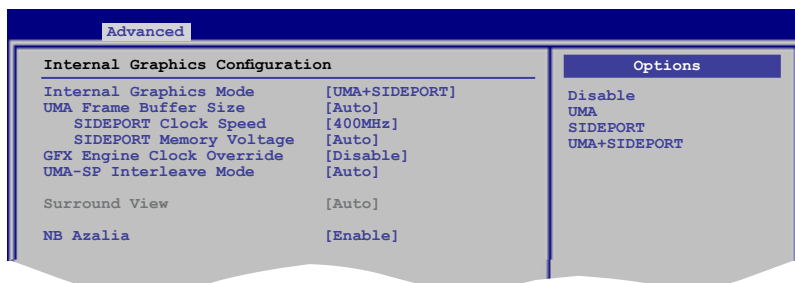 Advanced
Internal Graphics Configuration
Internal Graphics Mode [UMA+SIDEPORT]
UMA Frame Buffer Size [Auto]
SIDEPORT Clock Speed [400MHz]
SIDEPORT Memory Voltage [Auto]
GFX Engine Clock Override [Disable]
UMA-SP Interleave Mode [Auto]
Surround View [Auto]
NB Azalia [Enable]
Options
Disable
UMA
SIDEPORT
UMA+SIDEPORT